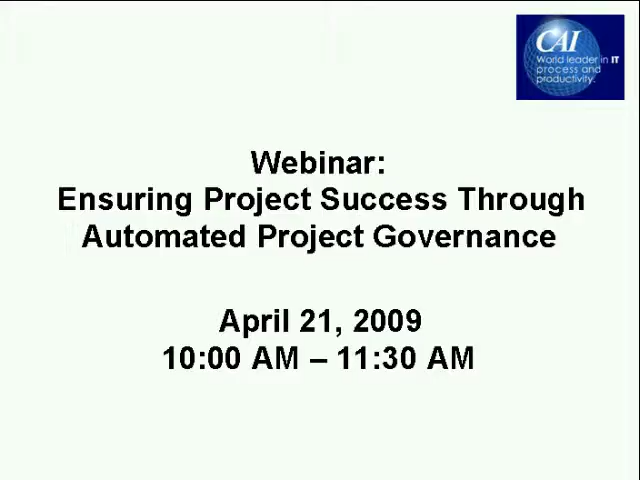 CAI
World leader in IT
process and
productivity.
Webinar:
Ensuring Project Success Through
Automated Project Governance
April 21, 2009
10:00 AM – 11:30 AM